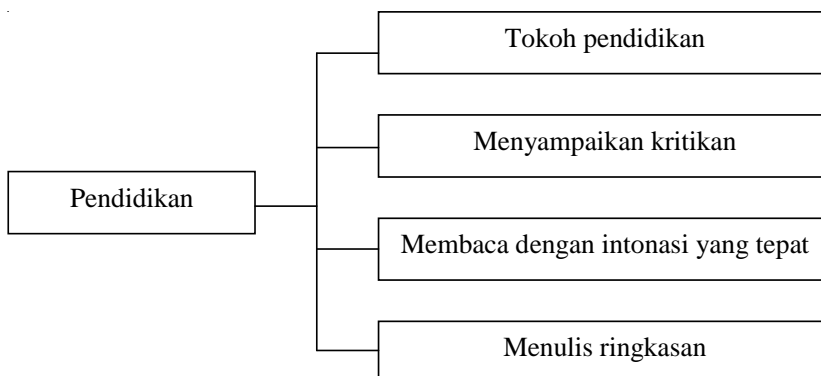 Tokoh pendidikan
Menyampaikan kritikan
Pendidikan
Membaca dengan intonasi yang tepat
Menulis ringkasan